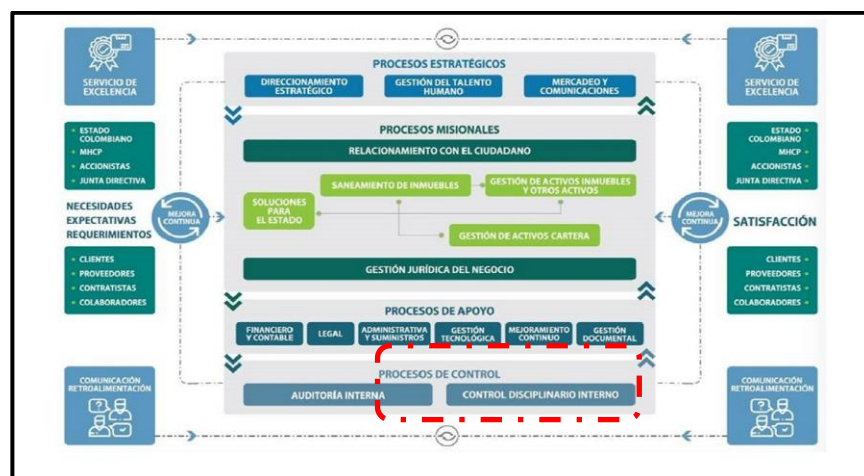 SERVICIO DE
EXCELENCIA
PROCESOS ESTRATÉGICOS
DIRECCIONAMIENTO
ESTRATÉGICO
GESTIÓN DEL TALENTO
HUMANO
MERCADEO Y
COMUNICACIONES
SERVICIO DE
EXCELENCIA
• ESTADO
COLOMBIANO
• MHCP
• ACCIONISTAS
• JUNTA DIRECTIVA
NECESIDADES
EXPECTATIVAS
REQUERIMIENTOS
MEJORA
CONTINUA
• CLIENTES
• PROVEEDORES
• CONTRATISTAS
• COLABORADORES
PROCESOS MISIONALES
RELACIONAMIENTO CON EL CIUDADANO
SANEAMIENTO DE INMUEBLES
GESTIÓN DE ACTIVOS INMUEBLES
Y OTROS ACTIVOS
SOLUCIONES
PARA
EL ESTADO
GESTIÓN DE ACTIVOS CARTERA
GESTIÓN JURÍDICA DEL NEGOCIO
ESTADO •
COLOMBIANO
MHCP •
ACCIONISTAS •
JUNTA DIRECTIVA •
MEJORA
CONTINUA
SATISFACCIÓN
CLIENTES •
PROVEEDORES •
CONTRATISTAS •
COLABORADORES •
PROCESOS DE APOYO
FINANCIERO
Y CONTABLE
LEGAL
ADMINISTRATIVA
Y SUMINISTROS
GESTIÓN
TECNOLÓGICA
MEJORAMIENTO
CONTINUO
GESTIÓN
DOCUMENTAL
PROCESOS DE CONTROL
AUDITORÍA INTERNA
CONTROL DISCIPLINARIO INTERNO
COMUNICACIÓN
RETROALIMENTACIÓN
COMUNICACIÓN
RETROALIMENTACIÓN